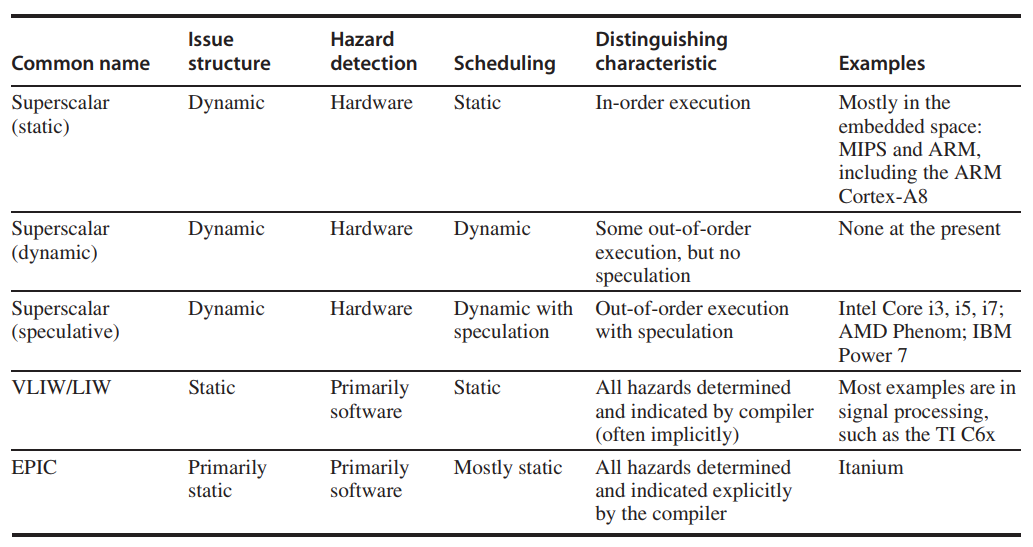 Common name Issue structure Hazard detection Scheduling Distinguishing characteristic Examples
Superscalar (static) Dynamic Hardware Static In-order execution Mostly in the embedded space: MIPS and ARM, including the ARM Cortex-A8
Superscalar (dynamic) Dynamic Hardware Dynamic Some out-of-order execution, but no speculation None at the present
Superscalar (speculative) Dynamic Hardware Dynamic with speculation Out-of-order execution with speculation Intel Core i3, i5, i7; AMD Phenom; IBM Power 7
VLIW/LIW Static Primarily software Static All hazards determined and indicated by compiler (often implicitly) Most examples are in signal processing, such as the TI C6x
EPIC Primarily static Primarily software Mostly static All hazards determined and indicated explicitly by the compiler Itanium